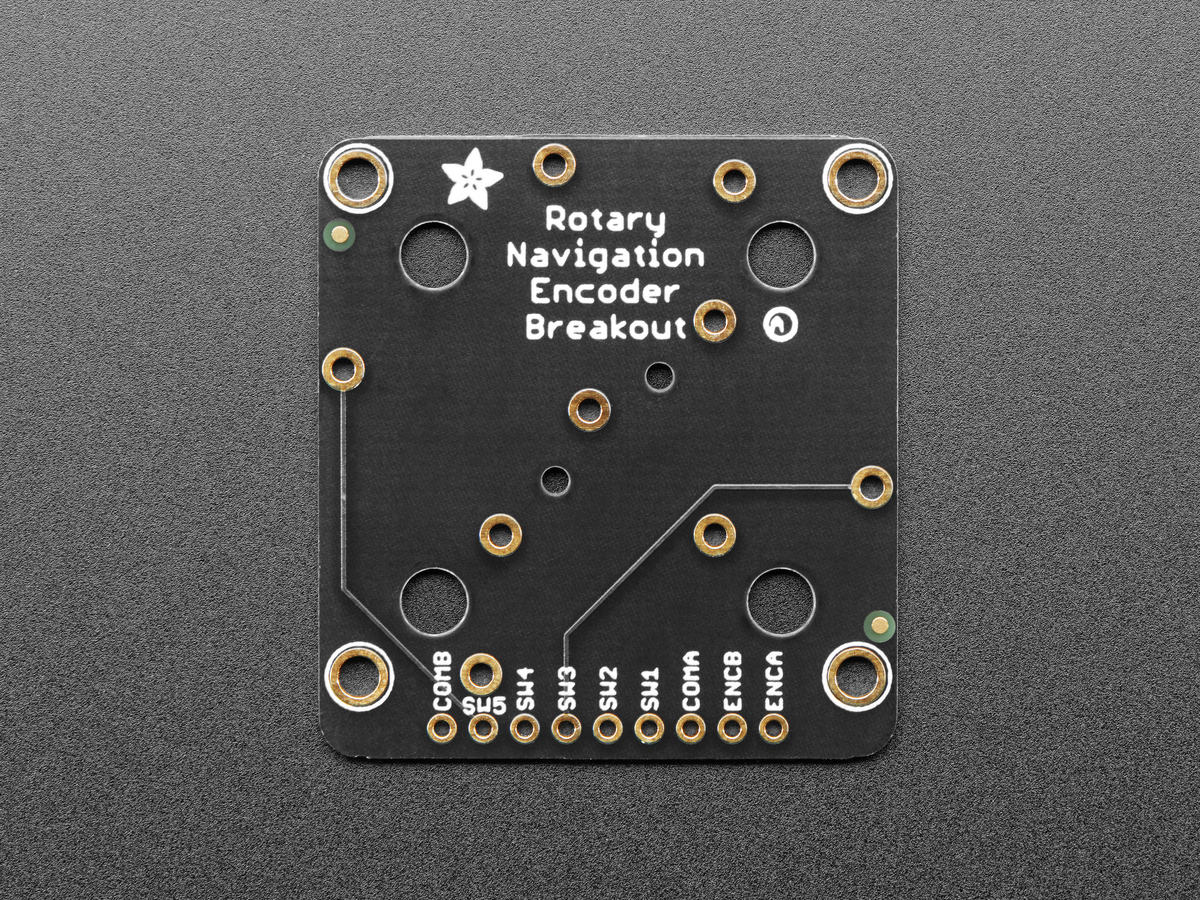 Rotary
Navigation
Encoder
Breakout
COMB
SW5
SW4
SW3
SW2
SW1
COMA
ENCB
ENCA